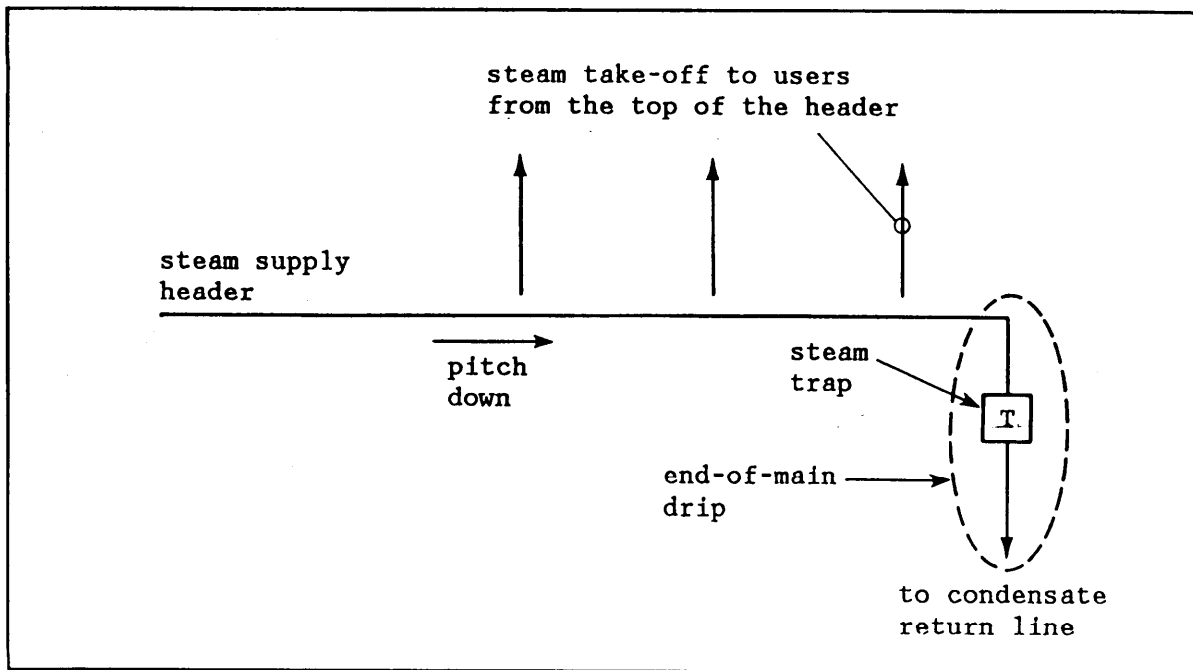 steam take-off to users
from the top of the header
steam supply
header
pitch
down
steam
trap
T
end-of-main
drip
to condensate
return line